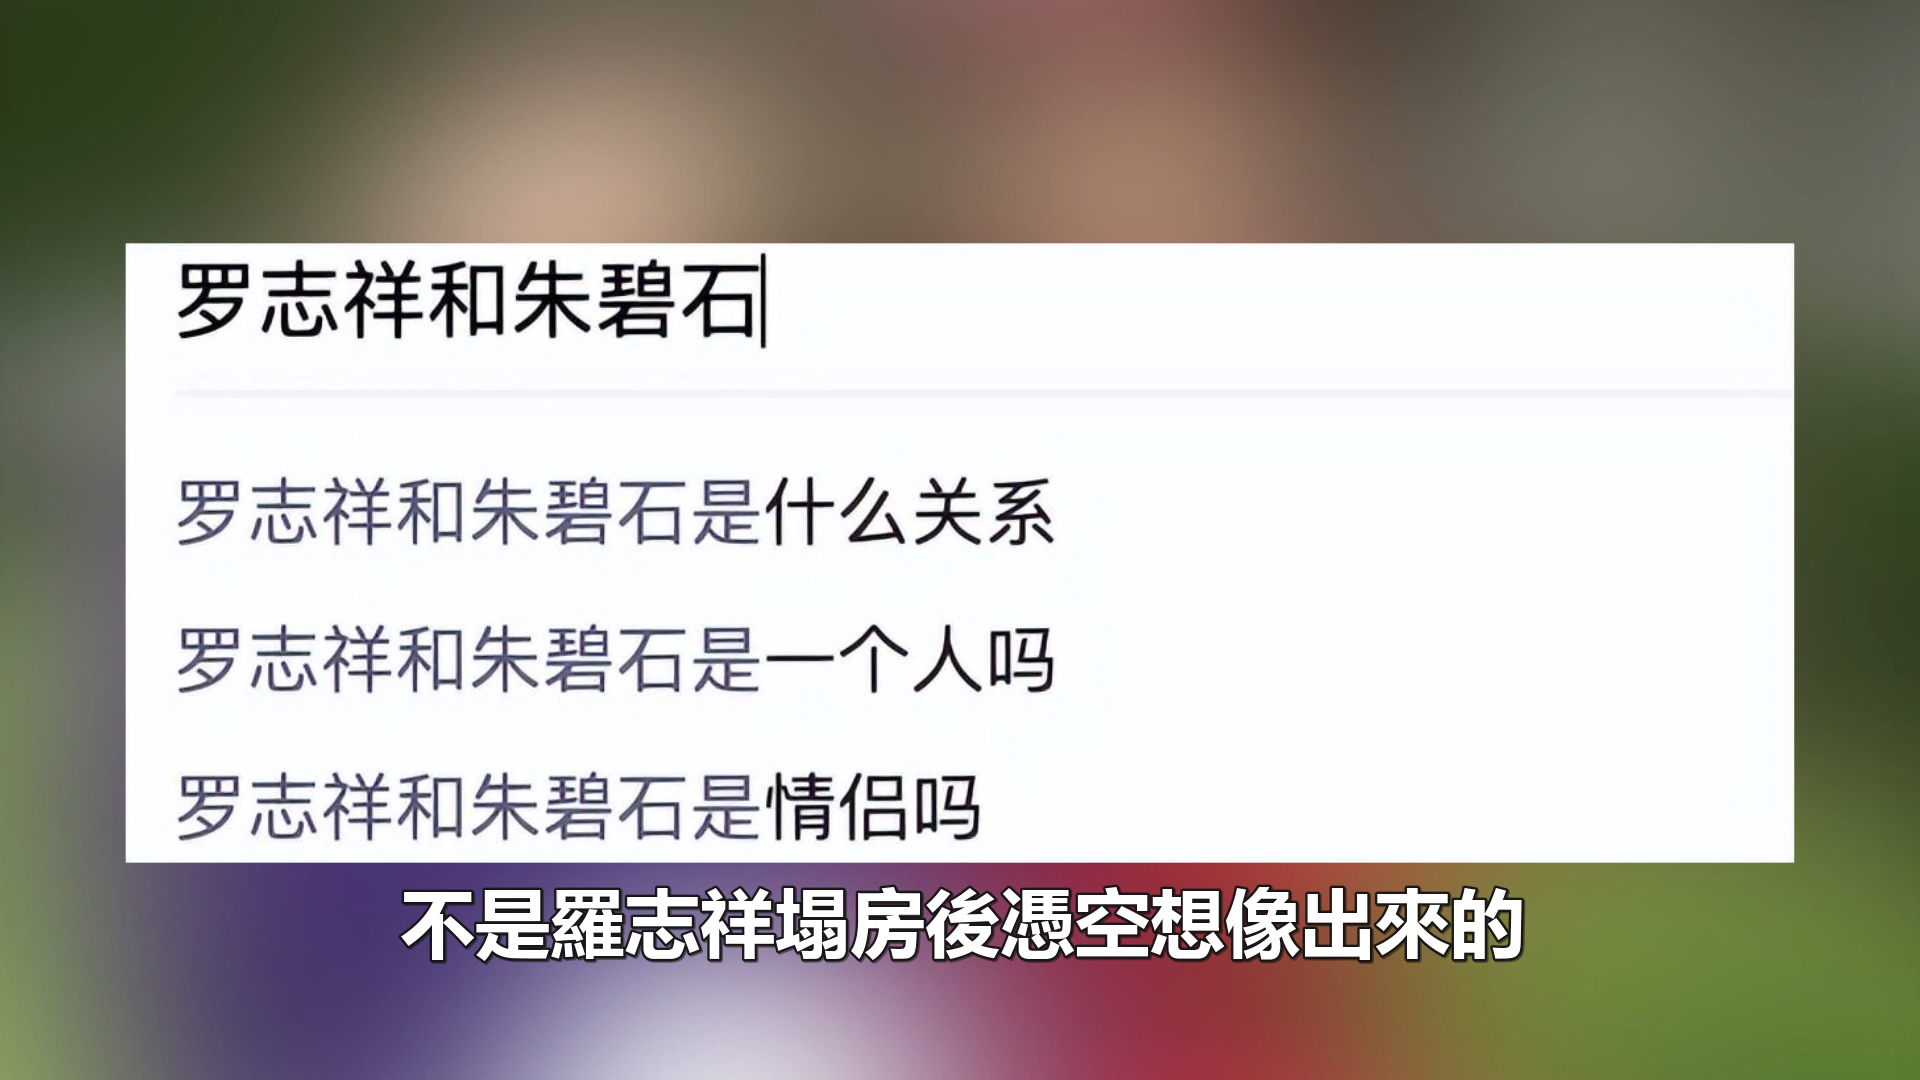 罗志祥和朱碧石
罗志祥和朱碧石是什么关系
罗志祥和朱碧石是一个人吗
罗志祥和朱碧石是情侣吗
不是羅志祥塌房後憑空想像出來的